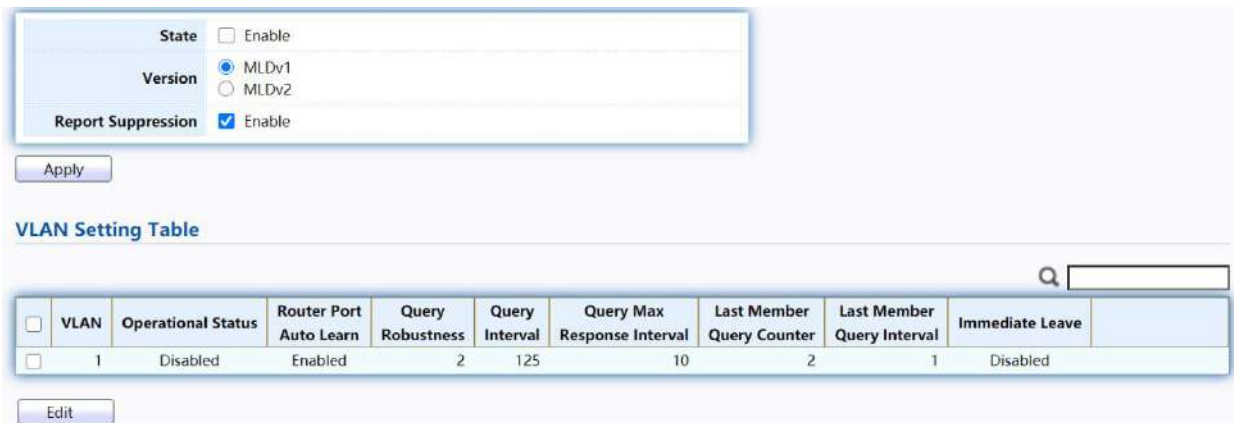 State Enable
Version MLDv1
MLDv2
Report Suppression Enable
Apply
VLAN Setting Table
VLAN Operational Status Router Port Auto Learn Query Robustness Query Interval Query Max Response Interval Last Member Query Counter Last Member Query Interval Immediate Leave
1 Disabled Enabled 2 125 10 2 1 Disabled
Edit